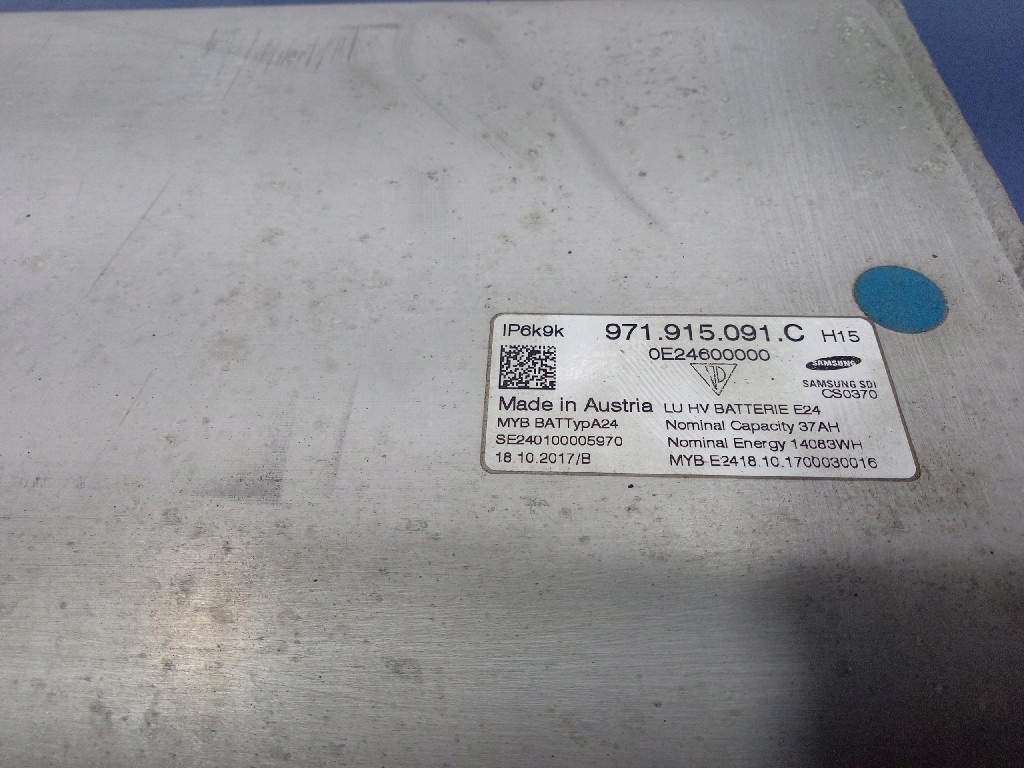 IP6k9k 971.915.091.C H15
0E24600000
SAMSUNG
SAMSUNG SDI
CS0370
Made in Austria LU HV BATTERIE E24
MYB BATTypA24 Nominal Capacity 37AH
SE240100005970 Nominal Energy 14083WH
18.10.2017/B MYB-E2418.10.1700030016